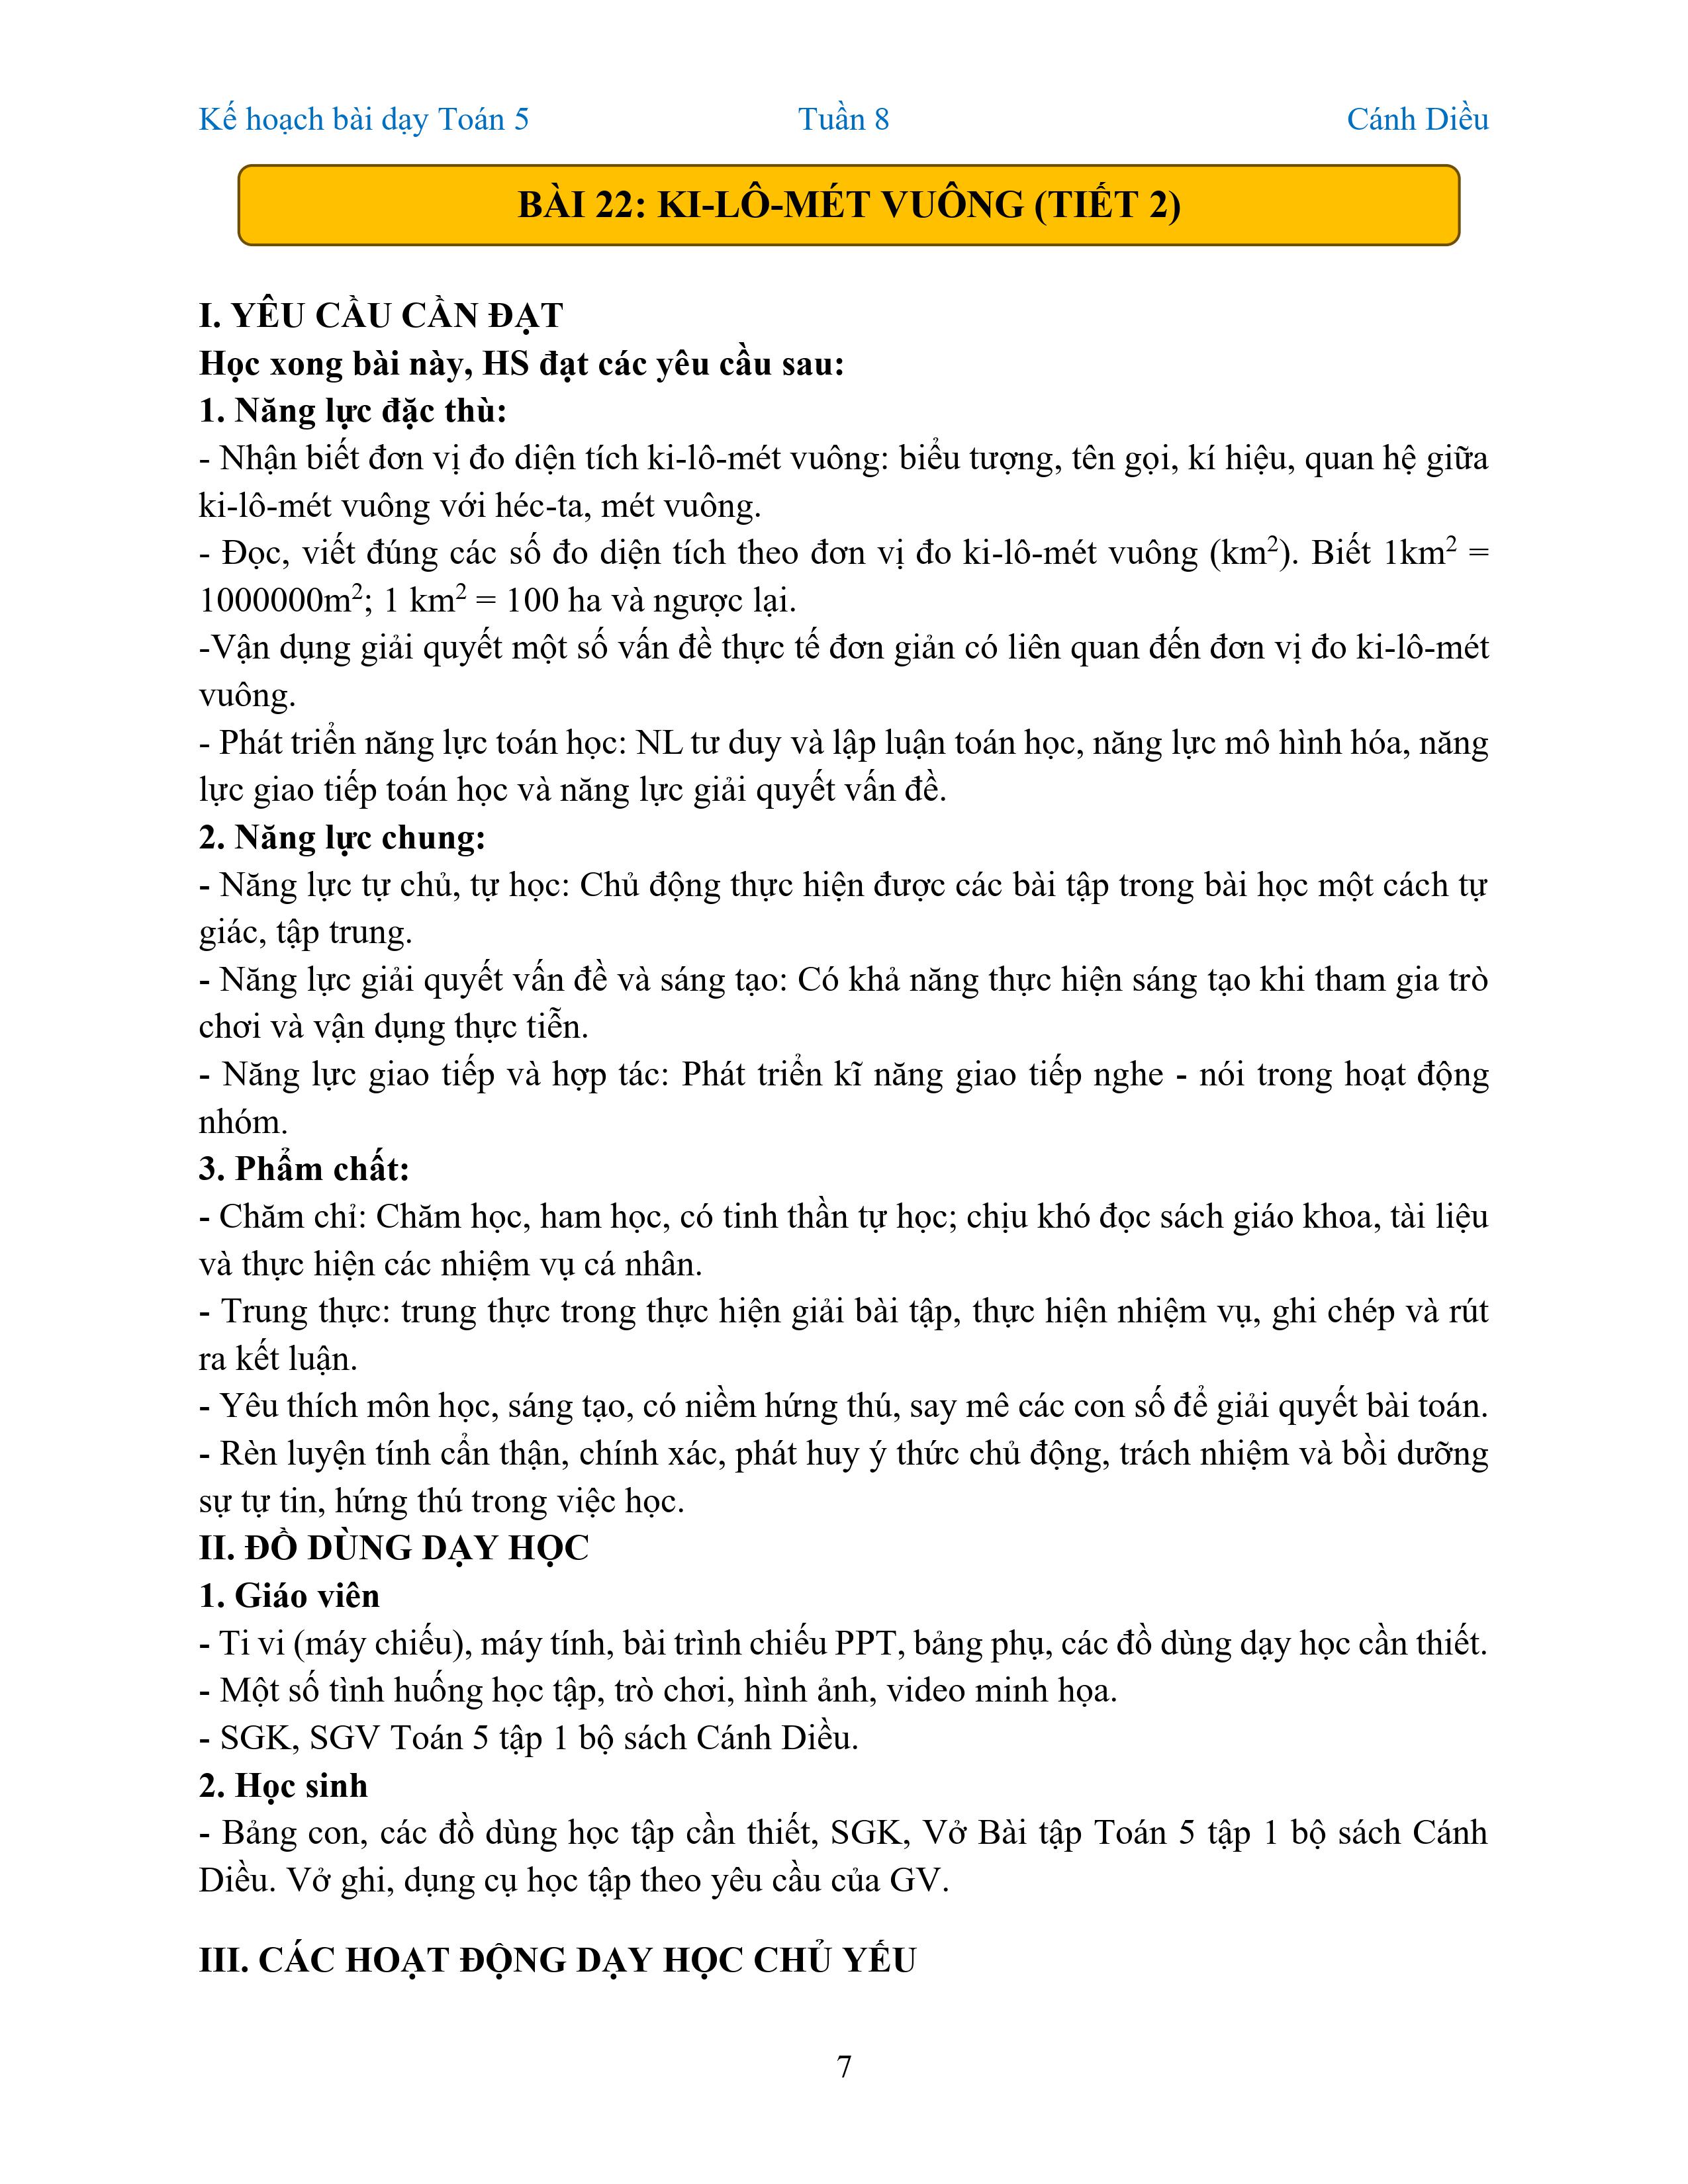 Kế hoạch bài dạy Toán 5 Tuần 8 Cánh Diều
BÀI 22: KI-LÔ-MÉT VUÔNG (TIẾT 2)
I. YÊU CẦU CẦN ĐẠT
Học xong bài này, HS đạt các yêu cầu sau:
1. Năng lực đặc thù:
- Nhận biết đơn vị đo diện tích ki-lô-mét vuông: biểu tượng, tên gọi, kí hiệu, quan hệ giữa
ki-lô-mét vuông với héc-ta, mét vuông.
- Đọc, viết đúng các số đo diện tích theo đơn vị đo ki-lô-mét vuông (km²). Biết 1km² =
1000000m²; 1 km² = 100 ha và ngược lại.
-Vận dụng giải quyết một số vấn đề thực tế đơn giản có liên quan đến đơn vị đo ki-lô-mét
vuông.
- Phát triển năng lực toán học: NL tư duy và lập luận toán học, năng lực mô hình hóa, năng
lực giao tiếp toán học và năng lực giải quyết vấn đề.
2. Năng lực chung:
- Năng lực tự chủ, tự học: Chủ động thực hiện được các bài tập trong bài học một cách tự
giác, tập trung.
- Năng lực giải quyết vấn đề và sáng tạo: Có khả năng thực hiện sáng tạo khi tham gia trò
chơi và vận dụng thực tiễn.
- Năng lực giao tiếp và hợp tác: Phát triển kĩ năng giao tiếp nghe - nói trong hoạt động
nhóm.
3. Phẩm chất:
- Chăm chỉ: Chăm học, ham học, có tinh thần tự học; chịu khó đọc sách giáo khoa, tài liệu
và thực hiện các nhiệm vụ cá nhân.
- Trung thực: trung thực trong thực hiện giải bài tập, thực hiện nhiệm vụ, ghi chép và rút
ra kết luận.
- Yêu thích môn học, sáng tạo, có niềm hứng thú, say mê các con số để giải quyết bài toán.
- Rèn luyện tính cẩn thận, chính xác, phát huy ý thức chủ động, trách nhiệm và bồi dưỡng
sự tự tin, hứng thú trong việc học.
II. ĐỒ DÙNG DẠY HỌC
1. Giáo viên
- Ti vi (máy chiếu), máy tính, bài trình chiếu PPT, bảng phụ, các đồ dùng dạy học cần thiết.
- Một số tình huống học tập, trò chơi, hình ảnh, video minh họa.
- SGK, SGV Toán 5 tập 1 bộ sách Cánh Diều.
2. Học sinh
- Bảng con, các đồ dùng học tập cần thiết, SGK, Vở Bài tập Toán 5 tập 1 bộ sách Cánh
Diều. Vở ghi, dụng cụ học tập theo yêu cầu của GV.
III. CÁC HOẠT ĐỘNG DẠY HỌC CHỦ YẾU
7